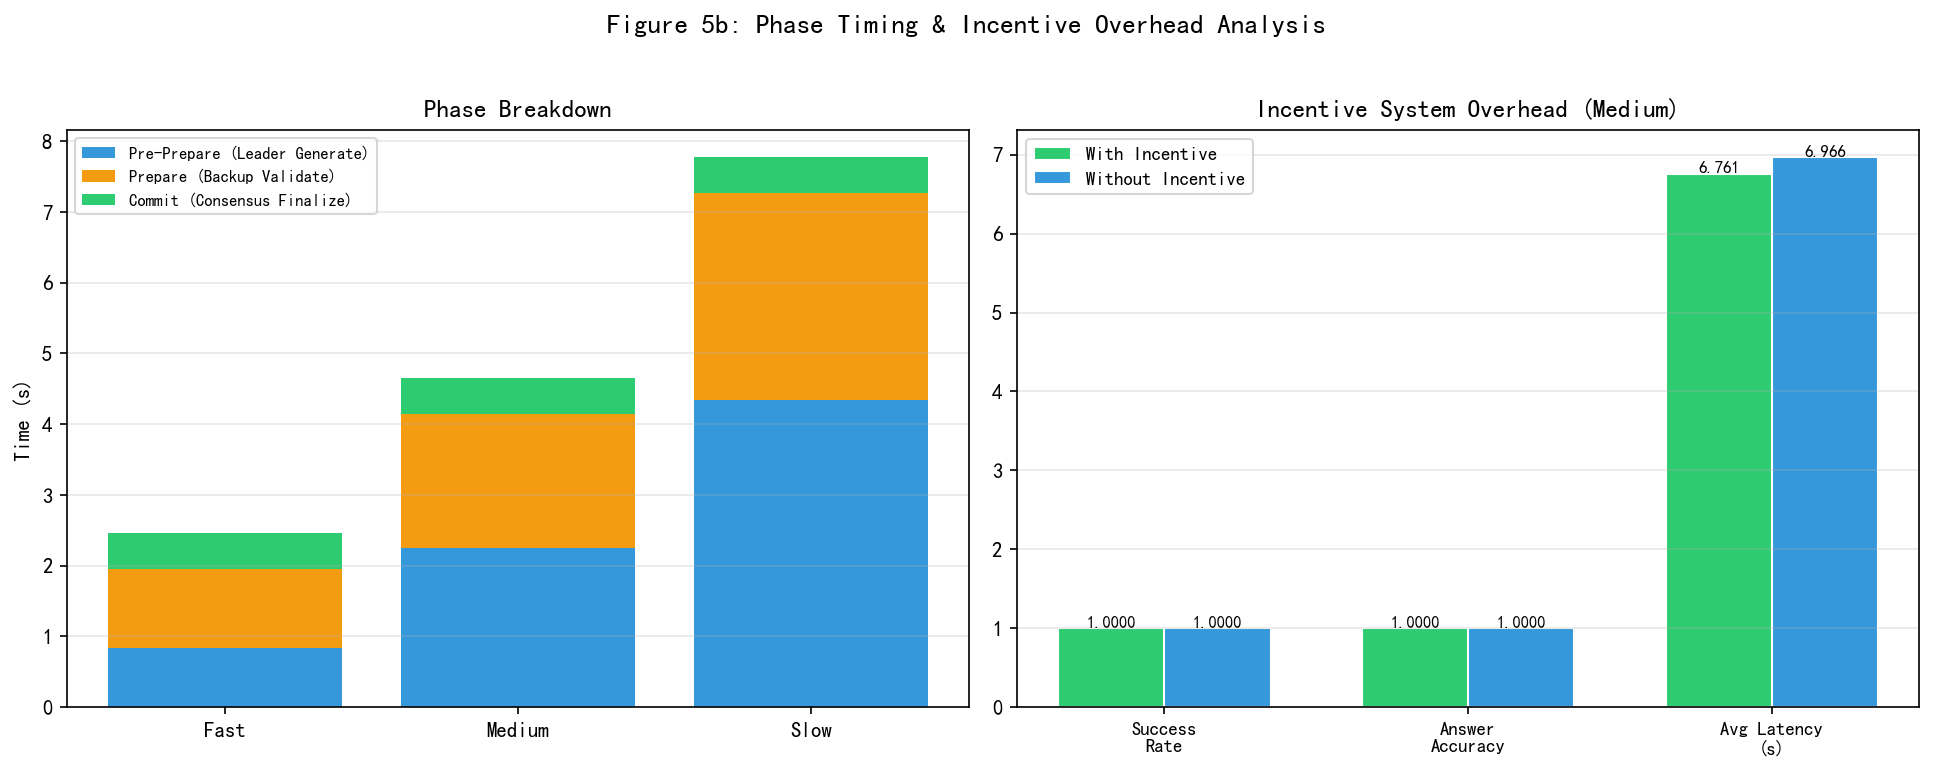 Figure 5b: Phase Timing & Incentive Overhead Analysis
Phase Breakdown
8
7
6
5
4
3
2
1
0
Time (s)
Pre-Prepare (Leader Generate)
Prepare (Backup Validate)
Commit (Consensus Finalize)
Fast
Medium
Slow
Incentive System Overhead (Medium)
7
6
5
4
3
2
1
0
With Incentive
Without Incentive
1.0000
1.0000
1.0000
1.0000
6.761
6.966
Success
Rate
Answer
Accuracy
Avg Latency
(s)